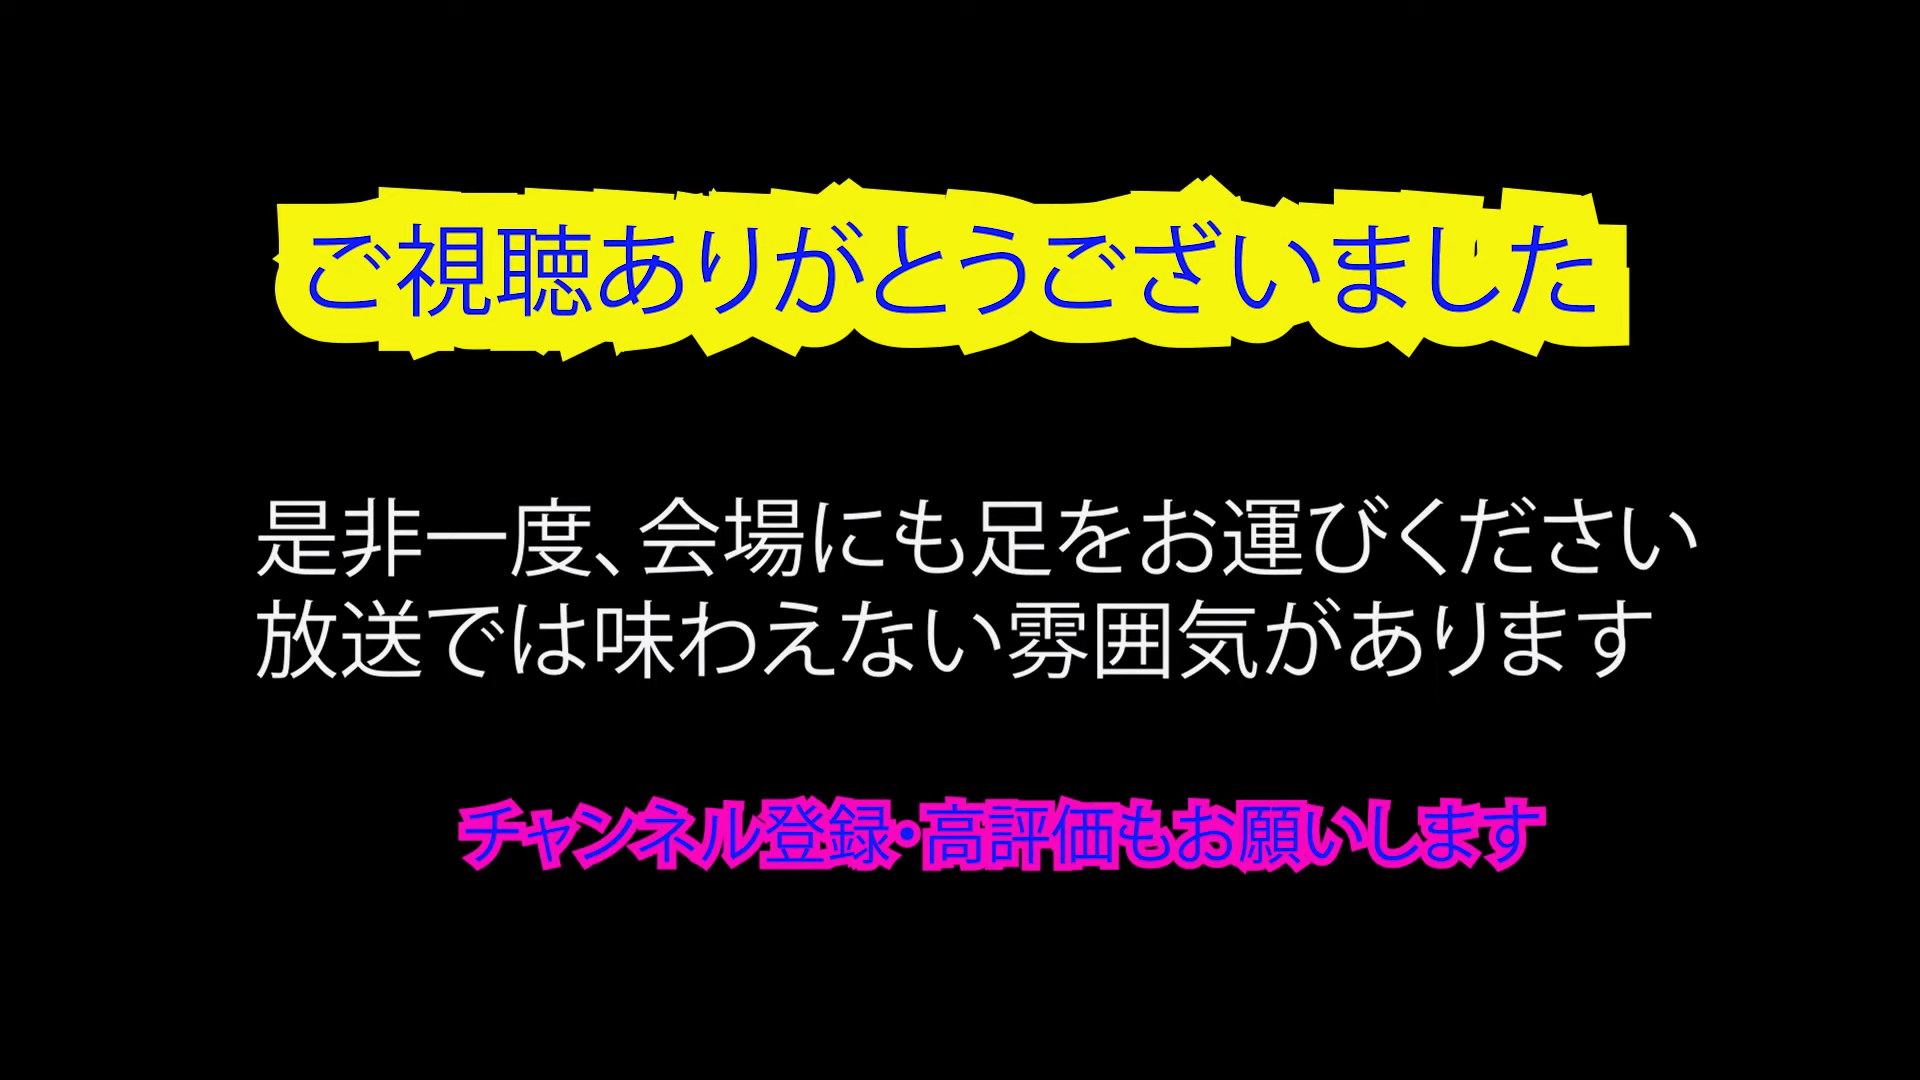 ご視聴ありがとうございました
是非一度、会場にも足をお運びください
放送では味わえない雰囲気があります
チャンネル登録・高評価もお願いします